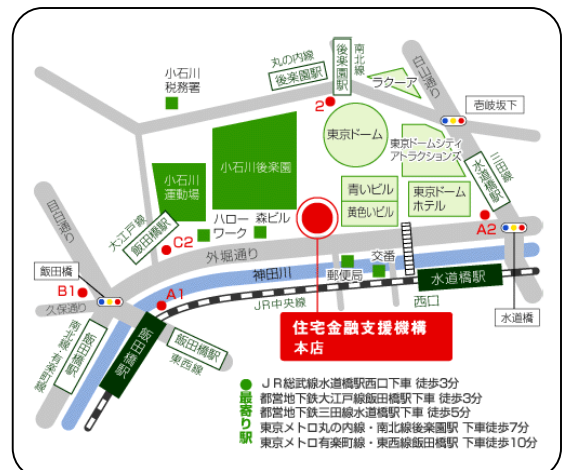 丸の内線
後楽園駅
後楽園駅
南北線
白山通り
小石川
税務署
ラクーア
2
壱岐坂下
東京ドーム
東京ドームシティ
アトラクションズ
三田線
水道橋駅
小石川後楽園
小石川
運動場
青いビル
黄色いビル
東京ドーム
ホテル
目白通り
大江戸線
飯田橋駅
C2
ハロー
ワーク
森ビル
A2
外堀通り
飯田橋
B1
A1
神田川
郵便局
交番
水道橋駅
久保通り
JR中央線
西口
水道橋
南北線・有楽町線
飯田橋駅
飯田橋駅
飯田橋駅
東西線
住宅金融支援機構
本店
●最寄り駅
JR総武線水道橋駅西口下車 徒歩3分
都営地下鉄大江戸線飯田橋駅下車 徒歩3分
都営地下鉄三田線水道橋駅下車 徒歩5分
東京メトロ丸の内線・南北線後楽園駅 下車徒歩7分
東京メトロ有楽町線・東西線飯田橋駅 下車徒歩10分